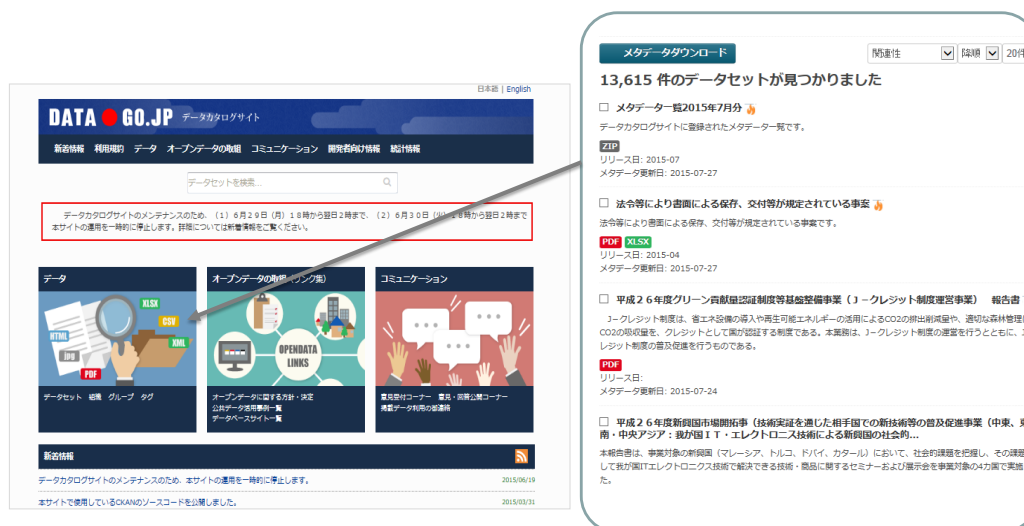 日本語 | English
DATA GO.JP データカタログサイト
新着情報 利用規約 データ オープンデータの取組 コミュニケーション 開発者向け情報 統計情報
データセットを検索...
データカタログサイトのメンテナンスのため、（1）６月２９日（月）１８時から翌日２時まで、（2）６月３０日（火）１８時から翌日２時まで
本サイトの運用を一時的に停止します。詳細については新着情報をご覧ください。
データ
XLSX
CSV
HTML
XML
jpg
PDF
データセット 組織 グループ タグ
オープンデータの取組（リンク集）
OPENDATA
LINKS
オープンデータに関する方針・決定
公共データ活用事例一覧
データベースサイト一覧
コミュニケーション
意見受付コーナー 意見・回答公開コーナー
掲載データ利用の都道
新着情報
データカタログサイトのメンテナンスのため、本サイトの運用を一時的に停止します。 2015/06/19
本サイトで使用しているCKANのソースコードを公開しました。 2015/03/31
メタデータダウンロード
関連性 降順 20件
13,615 件のデータセットが見つかりました
メタデータ一覧2015年7月分
データカタログサイトに登録されたメタデータ一覧です。
ZIP
リリース日: 2015-07
メタデータ更新日: 2015-07-27
法令等により書面による保存、交付等が規定されている事案
法令等により書面による保存、交付等が規定されている事案です。
PDF XLSX
リリース日: 2015-04
メタデータ更新日: 2015-07-27
平成２６年度グリーン貢献量認証制度等基盤整備事業（Ｊ－クレジット制度運営事業） 報告書
J－クレジット制度は、省エネ設備の導入や再生可能エネルギーの活用によるCO2の排出削減量や、適切な森林管理
CO2の吸収量を、クレジットとして国が認証する制度である。本業務は、J－クレジット制度の運営を行うとともに、
レジット制度の普及促進を行うものである。
PDF
リリース日:
メタデータ更新日: 2015-07-24
平成２６年度新興国市場開拓事（技術実証を通じた相手国での新技術等の普及促進事業（中東、東
南・中央アジア：我が国ＩＴ・エレクトロニクス技術による新興国の社会的...
本報告書は、事業対象の新興国（マレーシア、トルコ、ドバイ、カタール）において、社会的課題を把握し、その課題
して我が国ITエレクトロニクス技術で解決できる技術・商品に関するセミナーおよび展示会を事業対象の4カ国で実施
た。